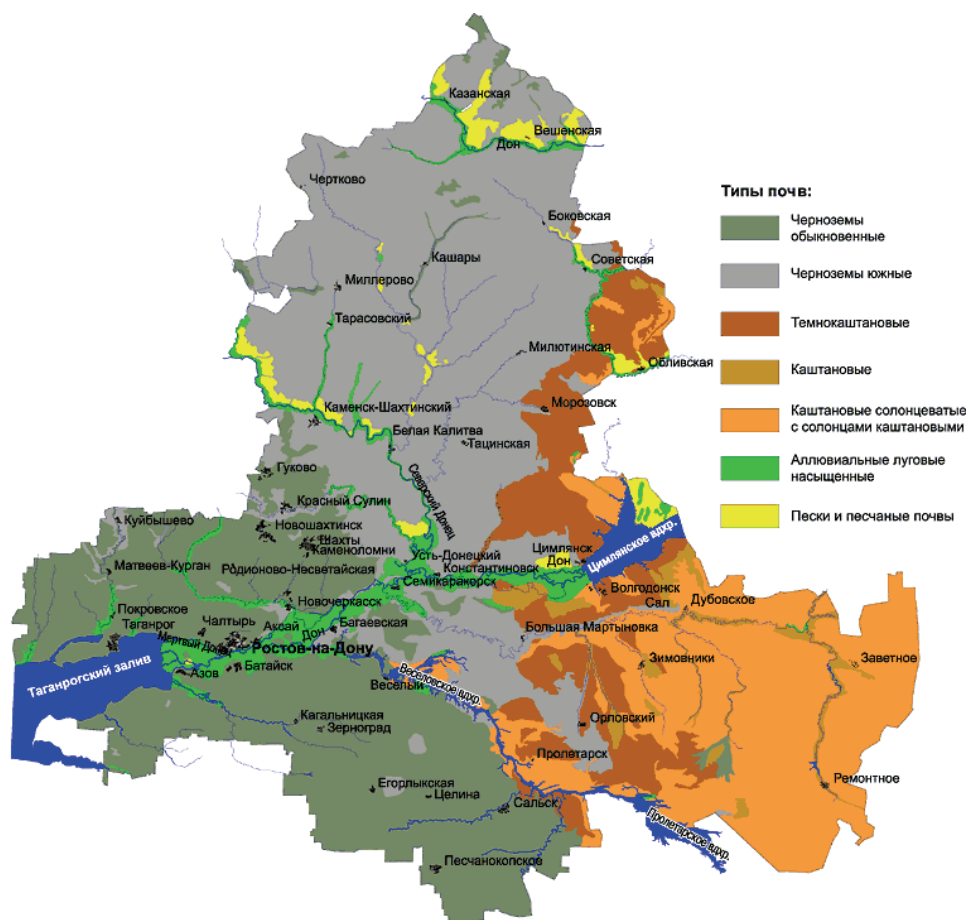 Казанская
Вешенская
Дон
Чертково
Боковская
Кашары
Советская
Миллерово
Тарасовский
Милютинская
Обливская
Морозовск
Каменск-Шахтинский
Белая Калитва
Тацинская
Северский Донец
Гуково
Красный Сулин
Куйбышево
Новошахтинск
Шахты
Каменоломни
Усть-Донецкий
Цимлянск
Дон
Цимлянское вдхр.
Матвеев-Курган
Родионово-Несветайская
Константиновск
Семикаракорск
Волгодонск
Сал
Дубовское
Покровское
Таганрог
Новочеркасск
Чалтырь
Аксай
Дон
Багаевская
Большая Мартыновка
Мертвый Донец
Ростов-на-Дону
Батайск
Азов
Таганрогский залив
Зимовники
Заветное
Веселый
Веселовское вдхр.
Кагальницкая
Зерноград
Орловский
Пролетарск
Егорлыкская
Целина
Сальск
Ремонтное
Пролетарское вдхр.
Песчанокопское
Типы почв:
Черноземы
обыкновенные
Черноземы южные
Темнокаштановые
Каштановые
Каштановые солонцеватые
с солонцами каштановыми
Аллювиальные луговые
насыщенные
Пески и песчаные почвы